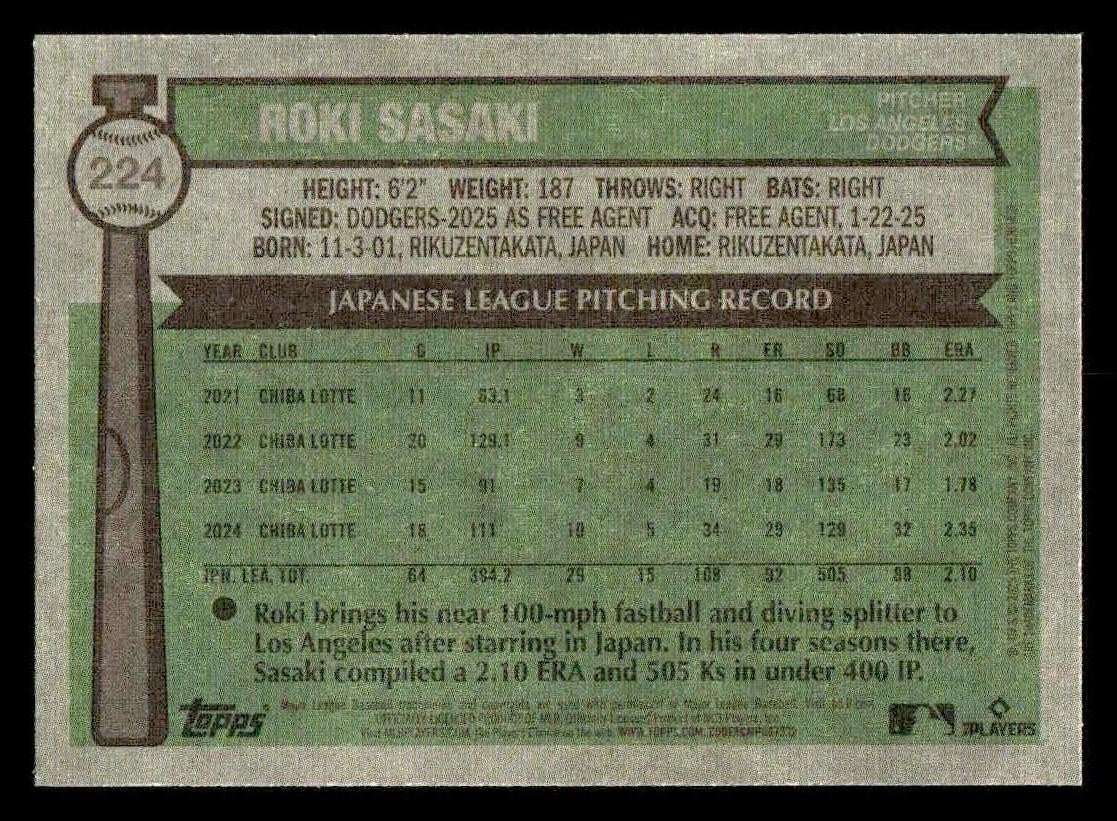 224
ROKI SASAKI
PITCHER
LOS ANGELES
DODGERS®
HEIGHT: 6'2" WEIGHT: 187 THROWS: RIGHT BATS: RIGHT
SIGNED: DODGERS-2025 AS FREE AGENT ACQ: FREE AGENT, 1-22-25
BORN: 11-3-01, RIKUZENTAKATA, JAPAN HOME: RIKUZENTAKATA, JAPAN
JAPANESE LEAGUE PITCHING RECORD
YEAR CLUB G IP W L R ER SO BB ERA
2021 CHIBA LOTTE 11 63.1 3 2 24 16 68 16 2.27
2022 CHIBA LOTTE 20 129.1 9 4 31 29 173 23 2.02
2023 CHIBA LOTTE 15 91 7 4 19 18 135 17 1.78
2024 CHIBA LOTTE 18 111 10 5 34 29 129 32 2.35
JPN. LEA. TOT. 64 394.2 29 15 108 92 505 88 2.10
Roki brings his near 100-mph fastball and diving splitter to
Los Angeles after starring in Japan. In his four seasons there,
Sasaki compiled a 2.10 ERA and 505 Ks in under 400 IP.
topps®
PLAYERS